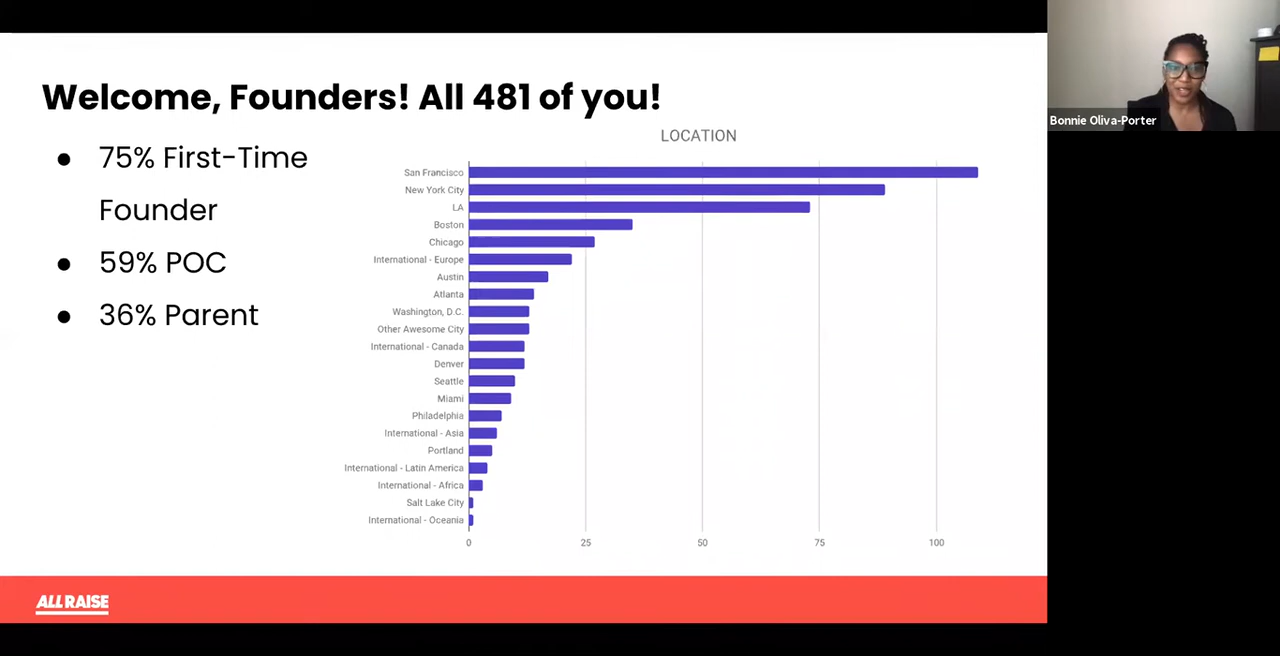 Welcome, Founders! All 481 of you!
● 75% First-Time
Founder
● 59% POC
● 36% Parent
LOCATION
San Francisco
New York City
LA
Boston
Chicago
International - Europe
Austin
Atlanta
Washington, D.C.
Other Awesome City
International - Canada
Denver
Seattle
Miami
Philadelphia
International - Asia
Portland
International - Latin America
International - Africa
Salt Lake City
International - Oceania
0 25 50 75 100
ALL RAISE
Bonnie Oliva-Porter